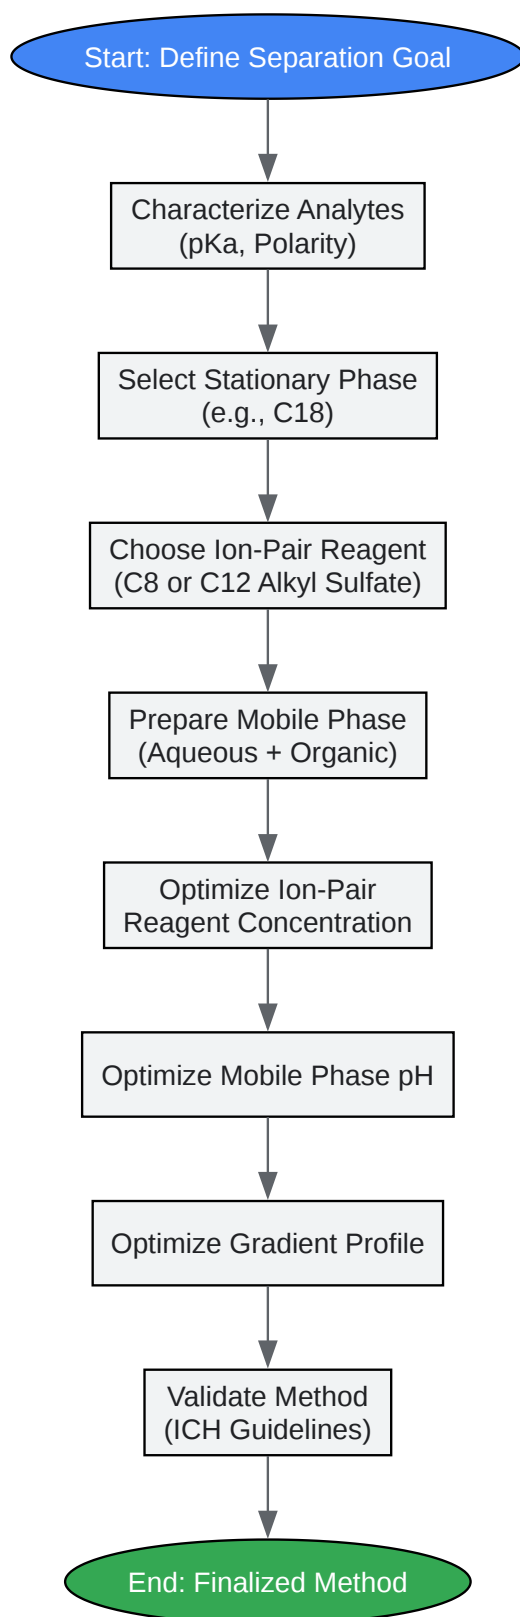 Start: Define Separation Goal
Characterize Analytes
(pKa, Polarity)
Select Stationary Phase
(e.g., C18)
Choose Ion-Pair Reagent
(C8 or C12 Alkyl Sulfate)
Prepare Mobile Phase
(Aqueous + Organic)
Optimize Ion-Pair
Reagent Concentration
Optimize Mobile Phase pH
Optimize Gradient Profile
Validate Method
(ICH Guidelines)
End: Finalized Method